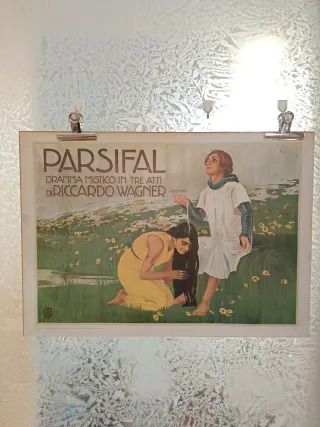 PARSIFAL
DRAMMA MISTICO IN TRE ATTI
DI RICCARDO WAGNER